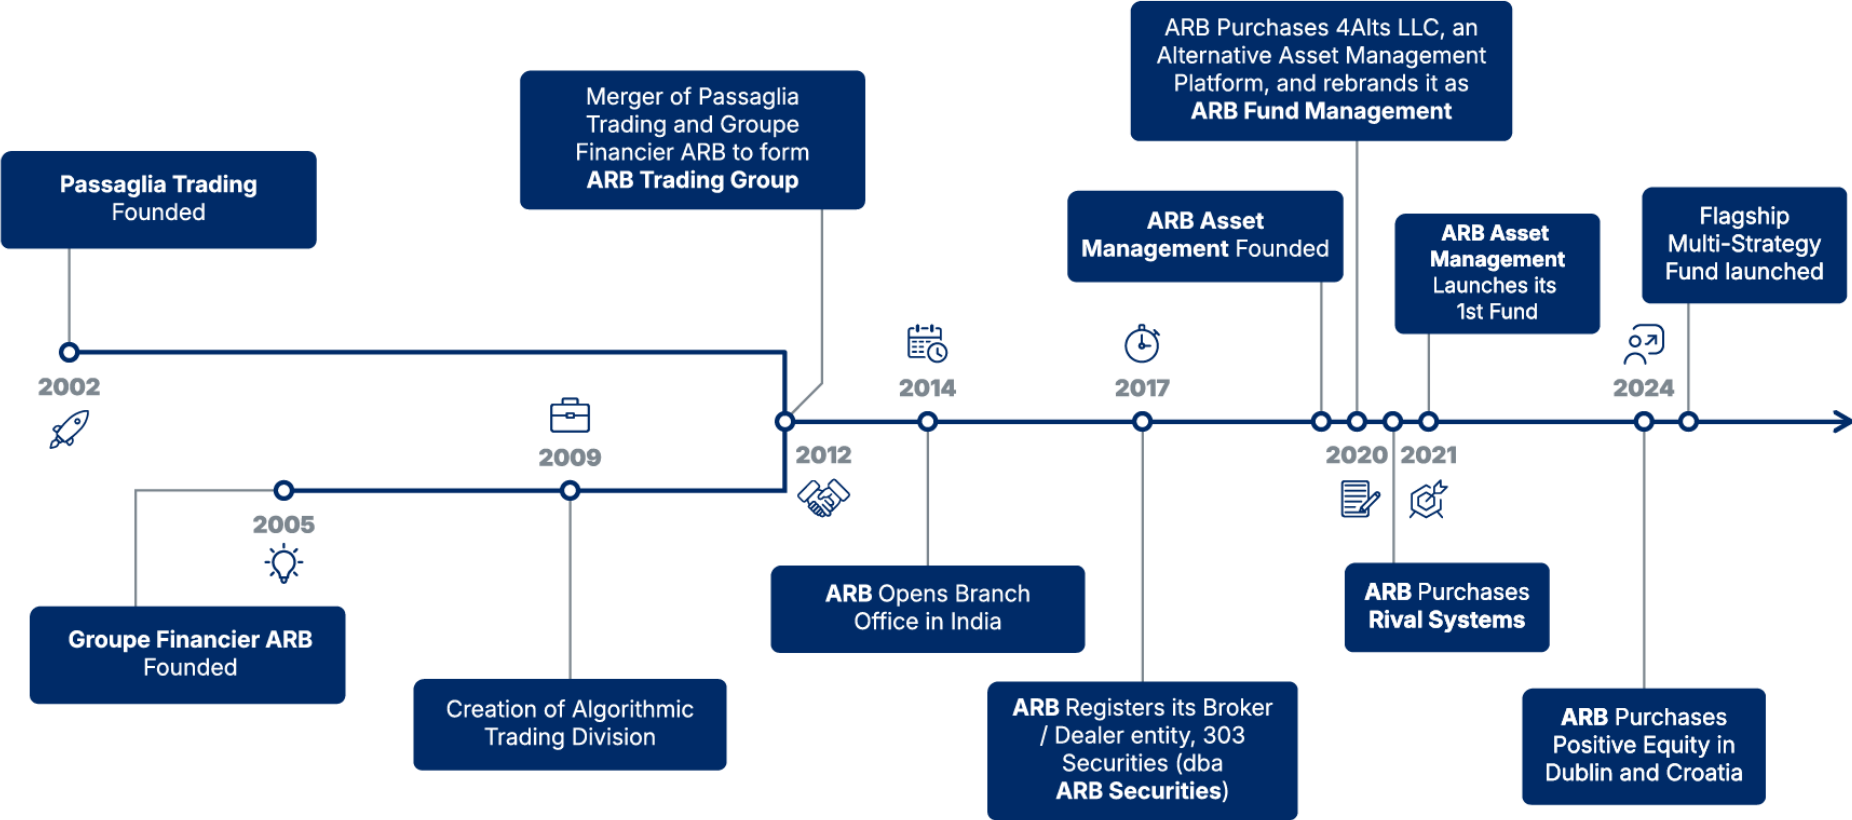 ARB Purchases 4Alts LLC, an
Alternative Asset Management
Platform, and rebrands it as
ARB Fund Management
Merger of Passaglia
Trading and Groupe
Financier ARB to form
ARB Trading Group
Passaglia Trading
Founded
ARB Asset
Management Founded
ARB Asset
Management
Launches its
1st Fund
Flagship
Multi-Strategy
Fund launched
2002
2005
2009
2012
2014
2017
2020
2021
2024
Groupe Financier ARB
Founded
Creation of Algorithmic
Trading Division
ARB Opens Branch
Office in India
ARB Registers its Broker
/ Dealer entity, 303
Securities (dba
ARB Securities)
ARB Purchases
Rival Systems
ARB Purchases
Positive Equity in
Dublin and Croatia